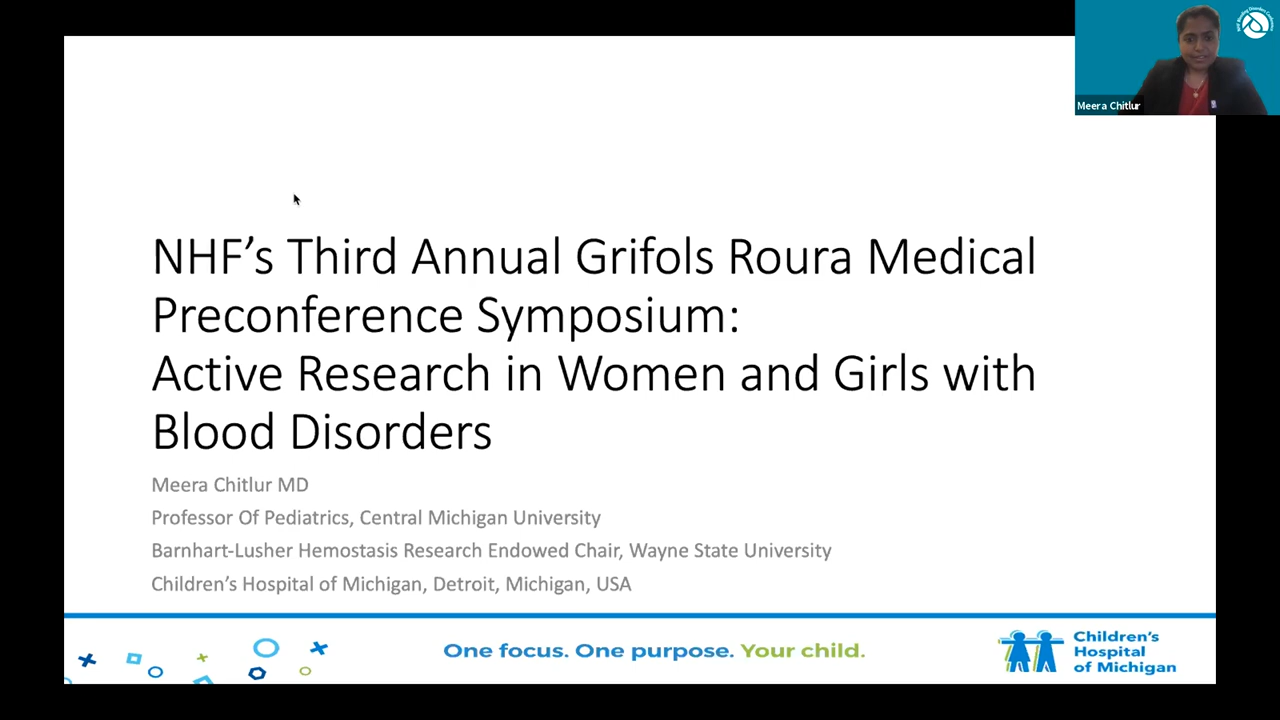 Meera Chitlur
NHF's Third Annual Grifols Roura Medical
Preconference Symposium:
Active Research in Women and Girls with
Blood Disorders
Meera Chitlur MD
Professor Of Pediatrics, Central Michigan University
Barnhart-Lusher Hemostasis Research Endowed Chair, Wayne State University
Children's Hospital of Michigan, Detroit, Michigan, USA
One focus. One purpose. Your child.
Children's
Hospital
of Michigan